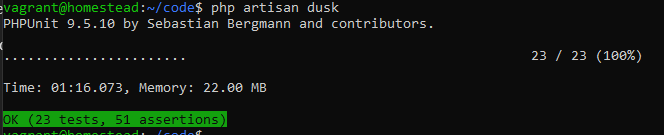 vagrant@homestead:~/code$ php artisan dusk
PHPUnit 9.5.10 by Sebastian Bergmann and contributors.
....................... 23 / 23 (100%)
Time: 01:16.073, Memory: 22.00 MB
OK (23 tests, 51 assertions)
vagrant@homestead:~/code$